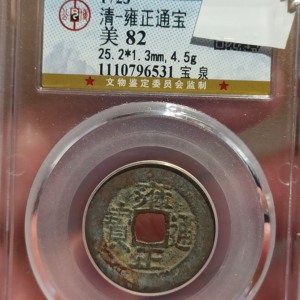 1723
清-雍正通宝
美 82
25.2*1.3mm, 4.5g
1110796531 宝 泉
★ ★ ★ 文物鉴定委员会监制 ★ ★ ★
雍
正
通
寶